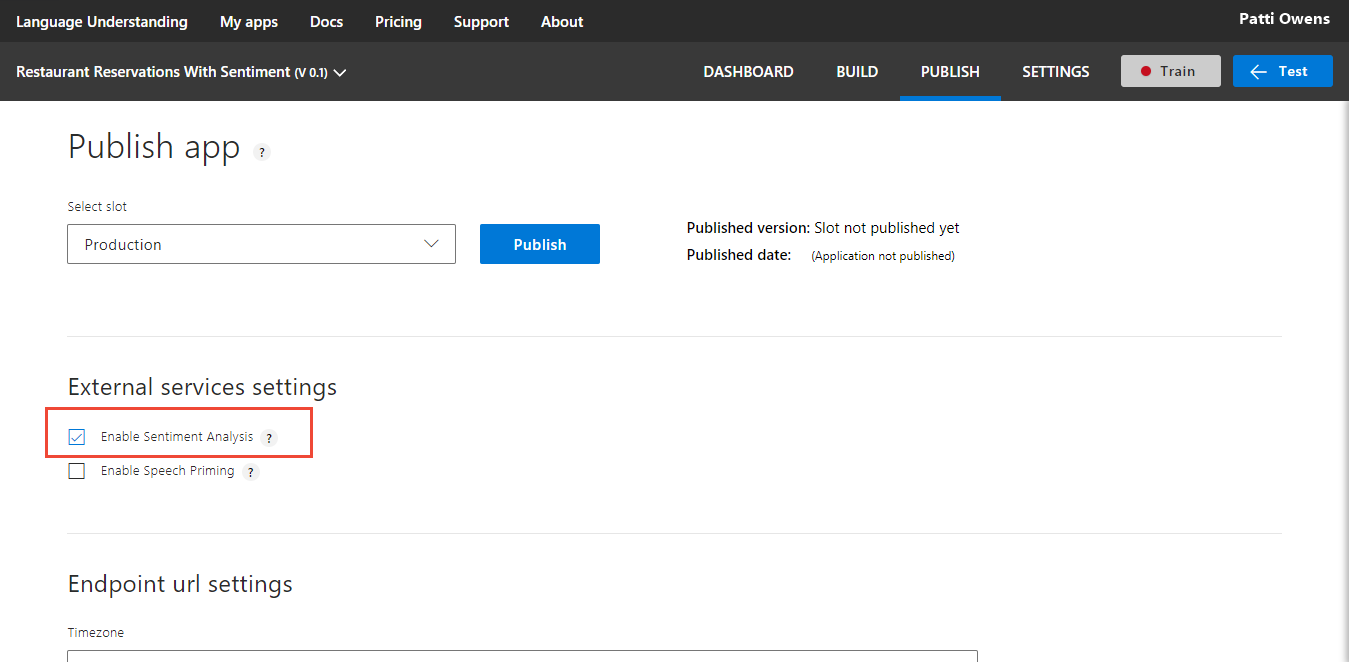 Language Understanding My apps Docs Pricing Support About Patti Owens
Restaurant Reservations With Sentiment (V 0.1) DASHBOARD BUILD PUBLISH SETTINGS Train Test
Publish app ?
Select slot
Production Publish
Published version: Slot not published yet
Published date: (Application not published)
External services settings
Enable Sentiment Analysis ?
Enable Speech Priming ?
Endpoint url settings
Timezone